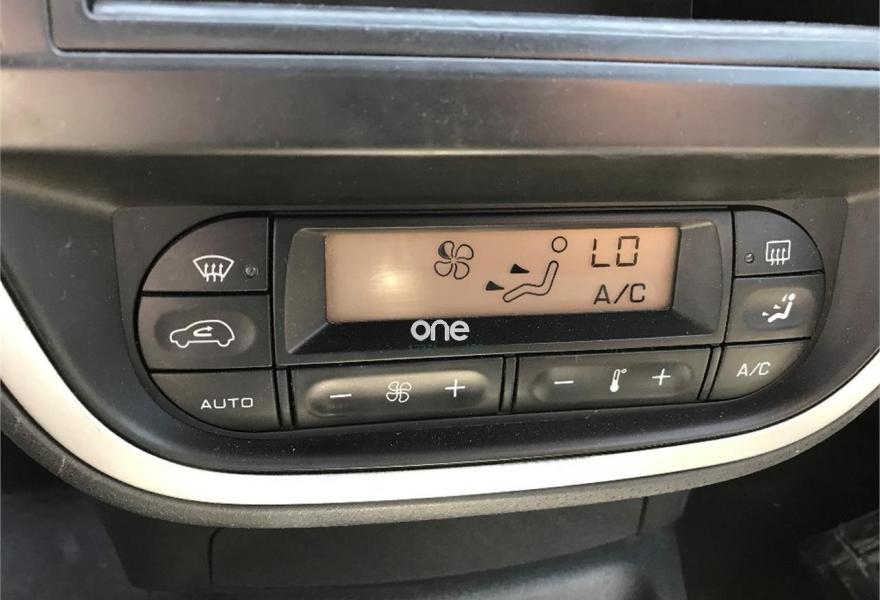 LO
A/C
one
AUTO
− +
− +
A/C